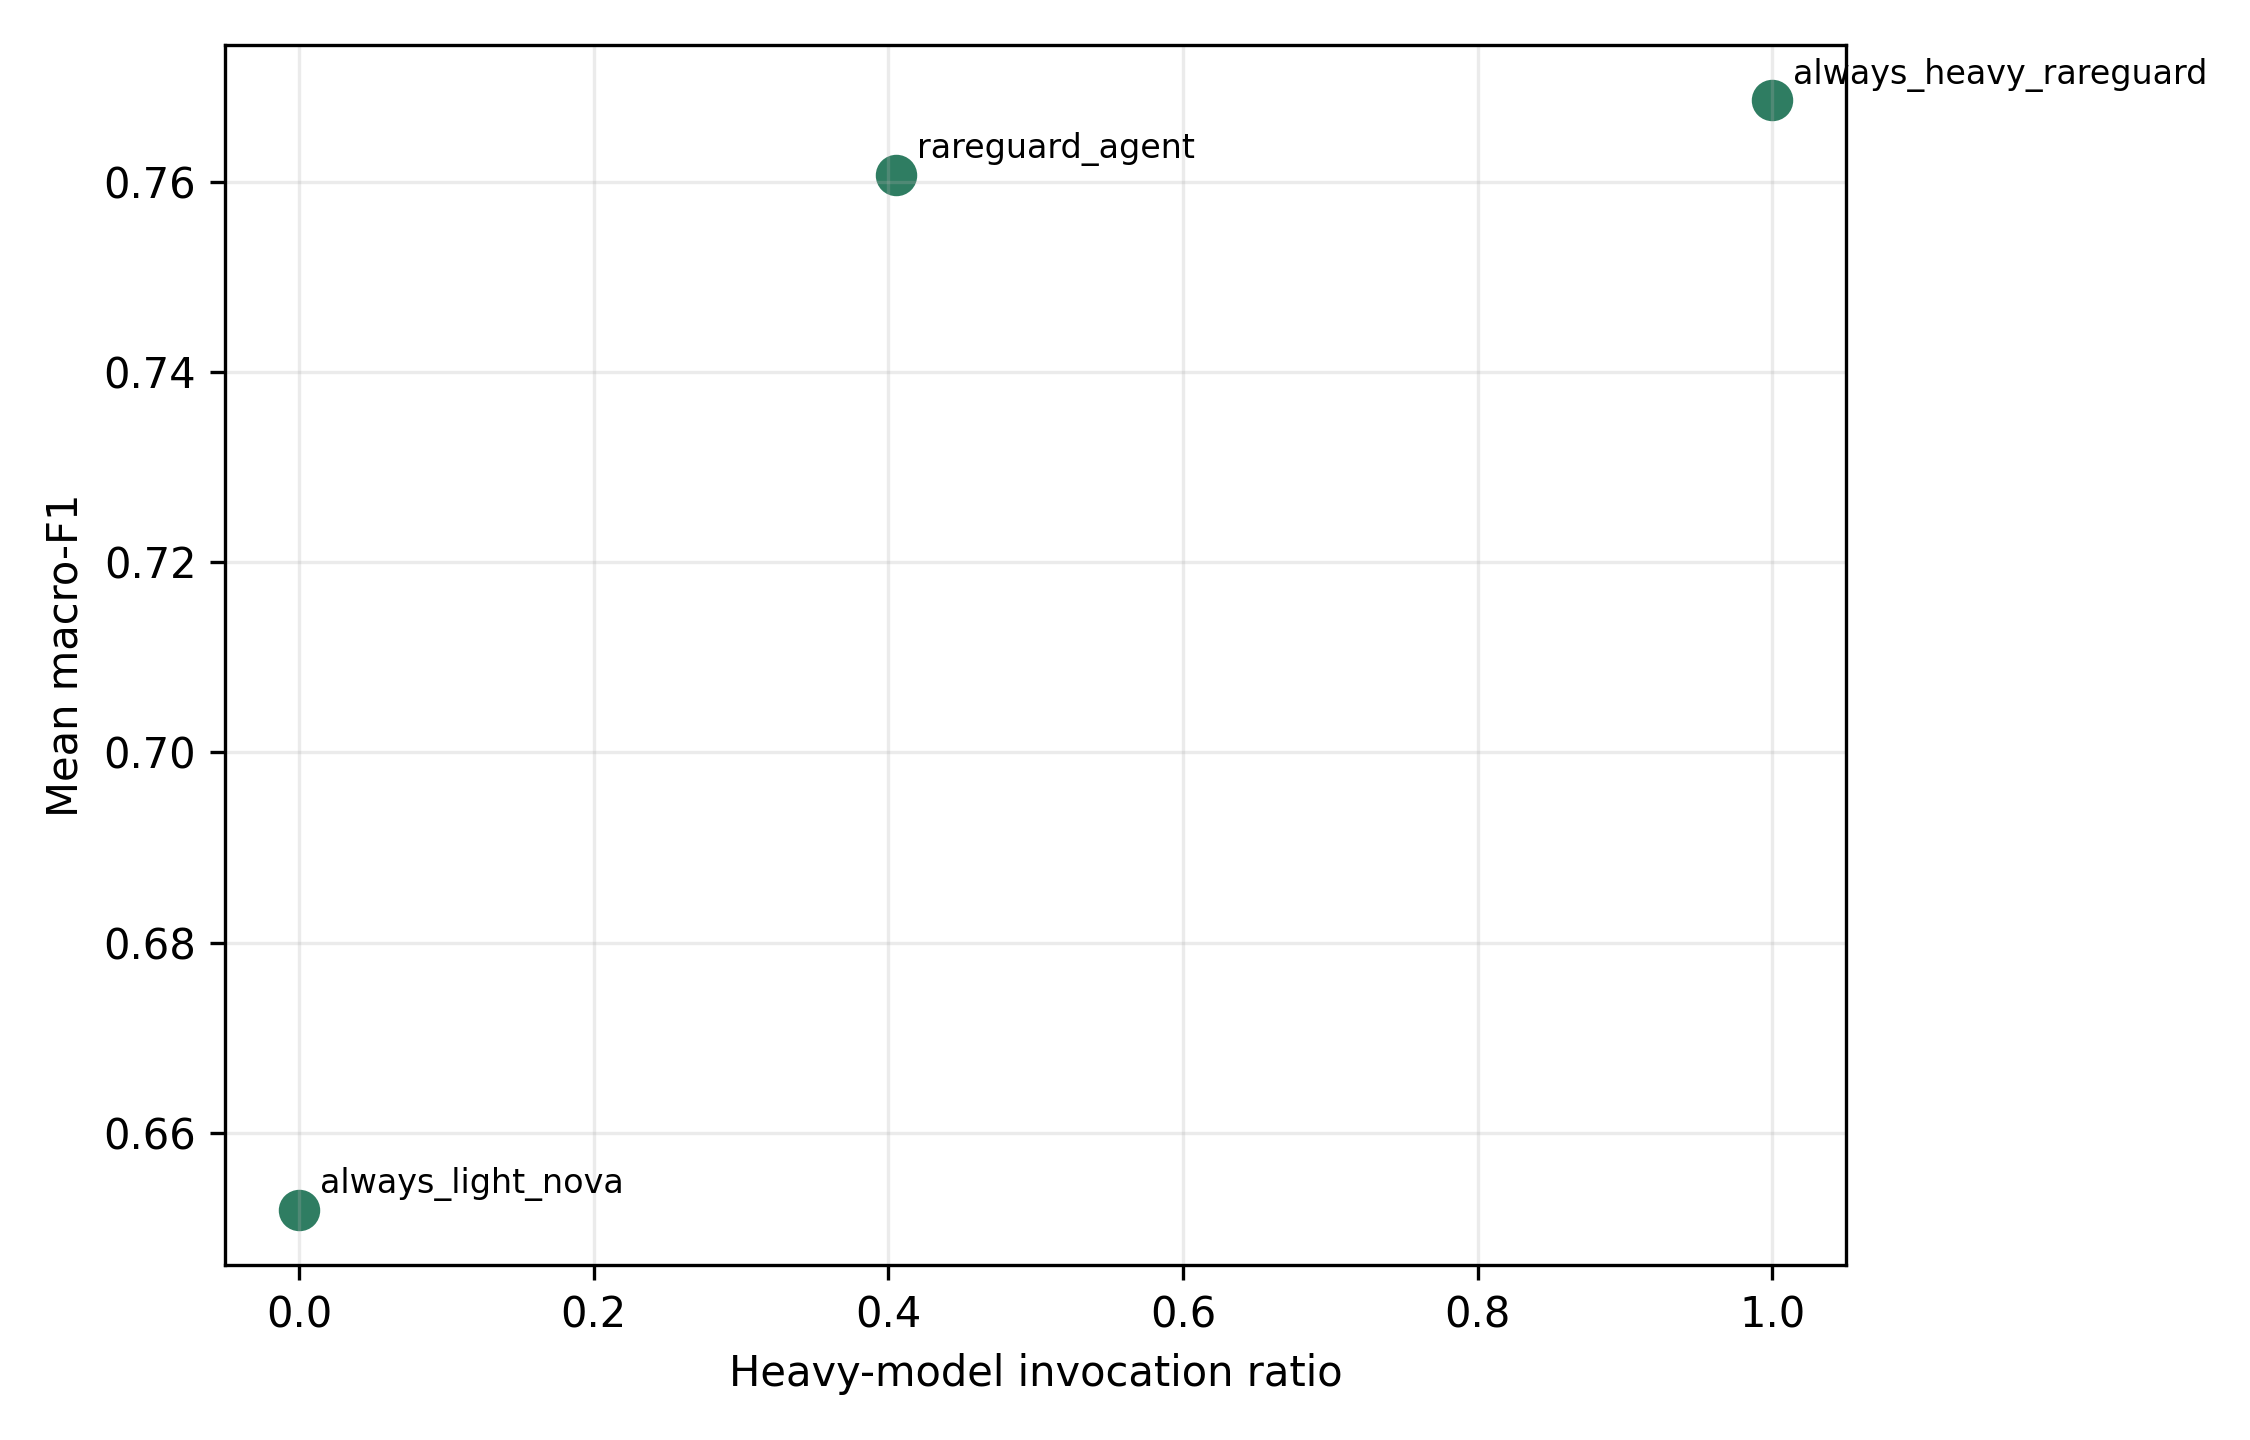 always_heavy_rareguard
rareguard_agent
0.76
0.74
0.72
0.70
0.68
0.66
Mean macro-F1
always_light_nova
0.0 0.2 0.4 0.6 0.8 1.0
Heavy-model invocation ratio